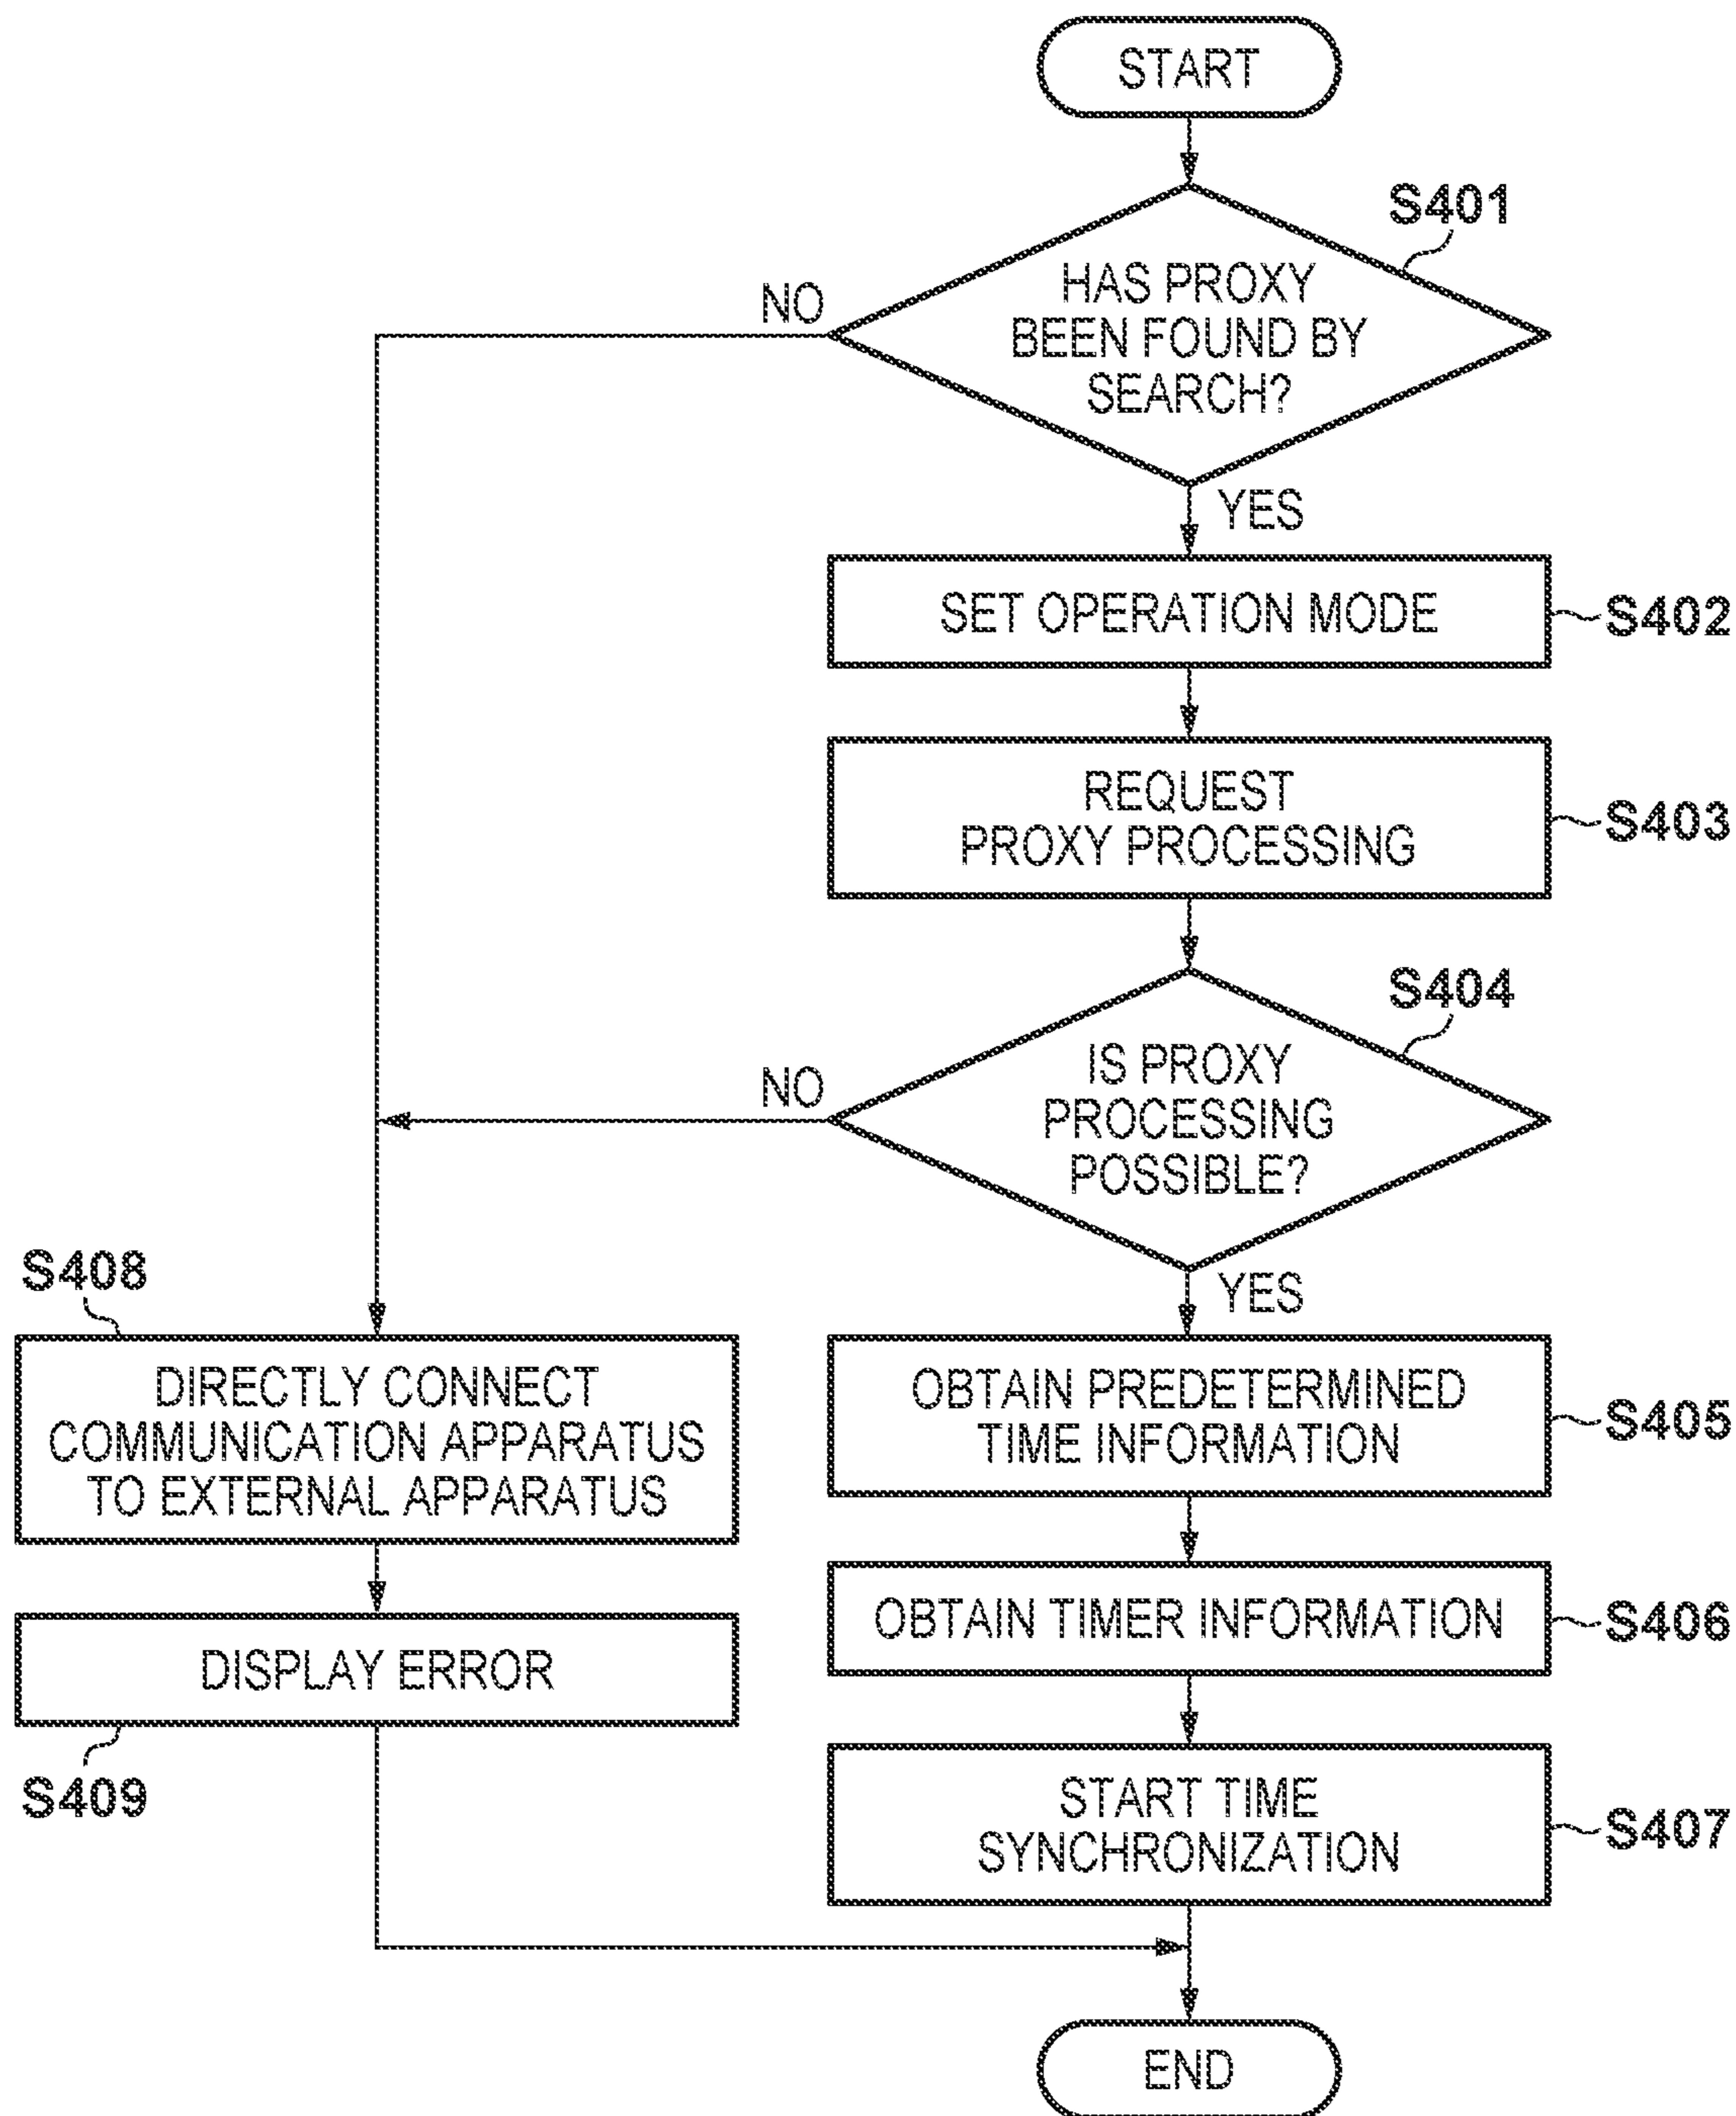 START
S401
HAS PROXY
BEEN FOUND BY
SEARCH?
NO
YES
SET OPERATION MODE
S402
REQUEST
PROXY PROCESSING
S403
S404
IS PROXY
PROCESSING
POSSIBLE?
NO
YES
S408
DIRECTLY CONNECT
COMMUNICATION APPARATUS
TO EXTERNAL APPARATUS
OBTAIN PREDETERMINED
TIME INFORMATION
S405
OBTAIN TIMER INFORMATION
S406
DISPLAY ERROR
S409
START TIME
SYNCHRONIZATION
S407
END